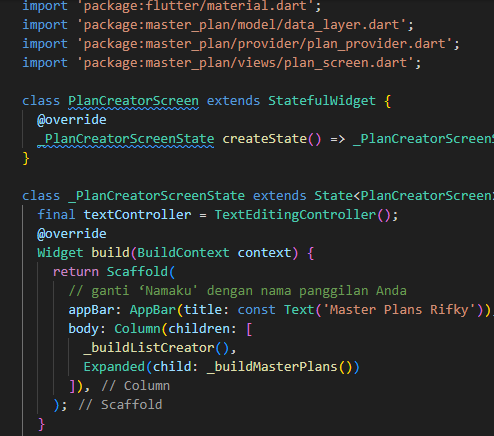 import 'package:flutter/material.dart';
import 'package:master_plan/model/data_layer.dart';
import 'package:master_plan/provider/plan_provider.dart';
import 'package:master_plan/views/plan_screen.dart';
class PlanCreatorScreen extends StatefulWidget {
@override
_PlanCreatorScreenState createState() => _PlanCreatorScreenS
}
class _PlanCreatorScreenState extends State<PlanCreatorScreen
final textController = TextEditingController();
@override
Widget build(BuildContext context) {
return Scaffold(
// ganti ‘Namaku' dengan nama panggilan Anda
appBar: AppBar(title: const Text('Master Plans Rifky'))
body: Column(children: [
_buildListCreator(),
Expanded(child: _buildMasterPlans())
]), // Column
); // Scaffold
}